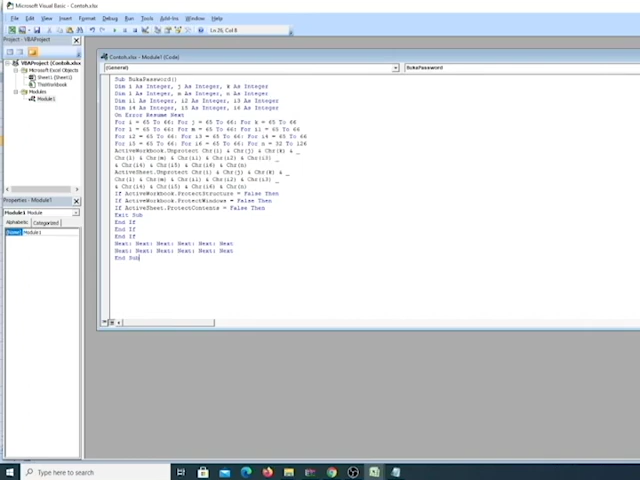 Microsoft Visual Basic - Contoh.xlsx
File Edit View Insert Format Debug Run Tools Add-Ins Window Help
Ln 26, Col 8
Project - VBAProject
VBAProject (Contoh.xlsx)
Microsoft Excel Objects
Sheet1 (Sheet1)
ThisWorkbook
Modules
Module1
Contoh.xlsx - Module1 (Code)
(General)
BukaPassword
Sub BukaPassword()
Dim i As Integer, j As Integer, k As Integer
Dim l As Integer, m As Integer, n As Integer
Dim i1 As Integer, i2 As Integer, i3 As Integer
Dim i4 As Integer, i5 As Integer, i6 As Integer
On Error Resume Next
For i = 65 To 66: For j = 65 To 66: For k = 65 To 66
For l = 65 To 66: For m = 65 To 66: For i1 = 65 To 66
For i2 = 65 To 66: For i3 = 65 To 66: For i4 = 65 To 66
For i5 = 65 To 66: For i6 = 65 To 66: For n = 32 To 126
ActiveWorkbook.Unprotect Chr(i) & Chr(j) & Chr(k) & _
Chr(l) & Chr(m) & Chr(i1) & Chr(i2) & Chr(i3) _
& Chr(i4) & Chr(i5) & Chr(i6) & Chr(n)
ActiveSheet.Unprotect Chr(i) & Chr(j) & Chr(k) & _
Chr(l) & Chr(m) & Chr(i1) & Chr(i2) & Chr(i3) _
& Chr(i4) & Chr(i5) & Chr(i6) & Chr(n)
If ActiveWorkbook.ProtectStructure = False Then
If ActiveWorkbook.ProtectWindows = False Then
If ActiveSheet.ProtectContents = False Then
Exit Sub
End If
End If
End If
Next: Next: Next: Next: Next: Next
Next: Next: Next: Next: Next: Next
End Sub
Properties - Module1
Module1 Module
Alphabetic Categorized
(Name) Module1
Type here to search